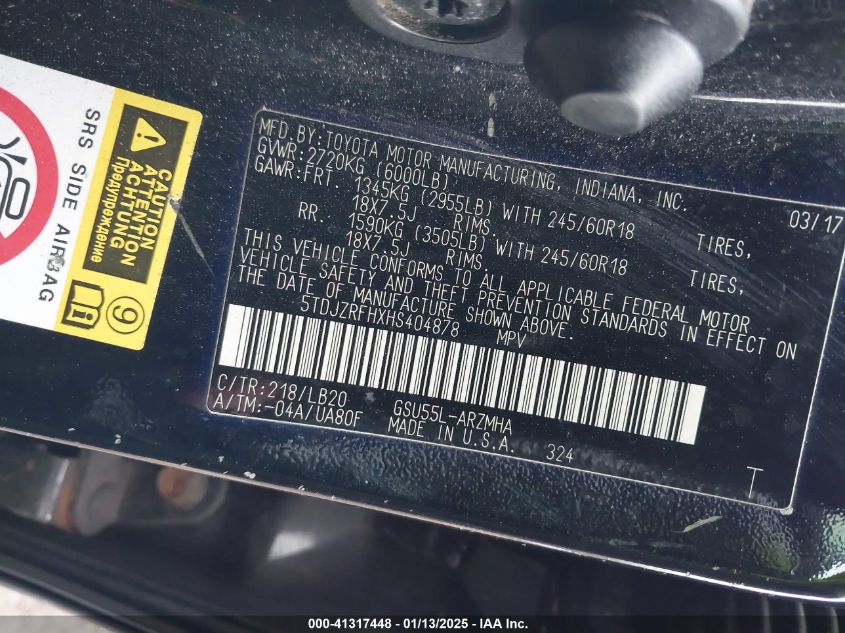 SRS SIDE AIRBAG
CAUTION
ATTENTION
ACHTUNG
Предупреждение
9
MFD.BY:TOYOTA MOTOR MANUFACTURING, INDIANA, INC. 03/17
GVWR:2720KG (6000LB)
GAWR:FRT. 1345KG (2955LB) WITH 245/60R18 TIRES,
18X7.5J RIMS.
RR. 1590KG (3505LB) WITH 245/60R18 TIRES,
18X7.5J RIMS
THIS VEHICLE CONFORMS TO ALL APPLICABLE FEDERAL MOTOR
VEHICLE SAFETY AND THEFT PREVENTION STANDARDS IN EFFECT ON
THE DATE OF MANUFACTURE SHOWN ABOVE.
5TDJZRFHXHS404878 MPV
C/TR:218/LB20 GSU55L-ARZMHA
A/TM:-04A/UA80F MADE IN U.S.A. 324
T
000-41317448 - 01/13/2025 - IAA Inc.